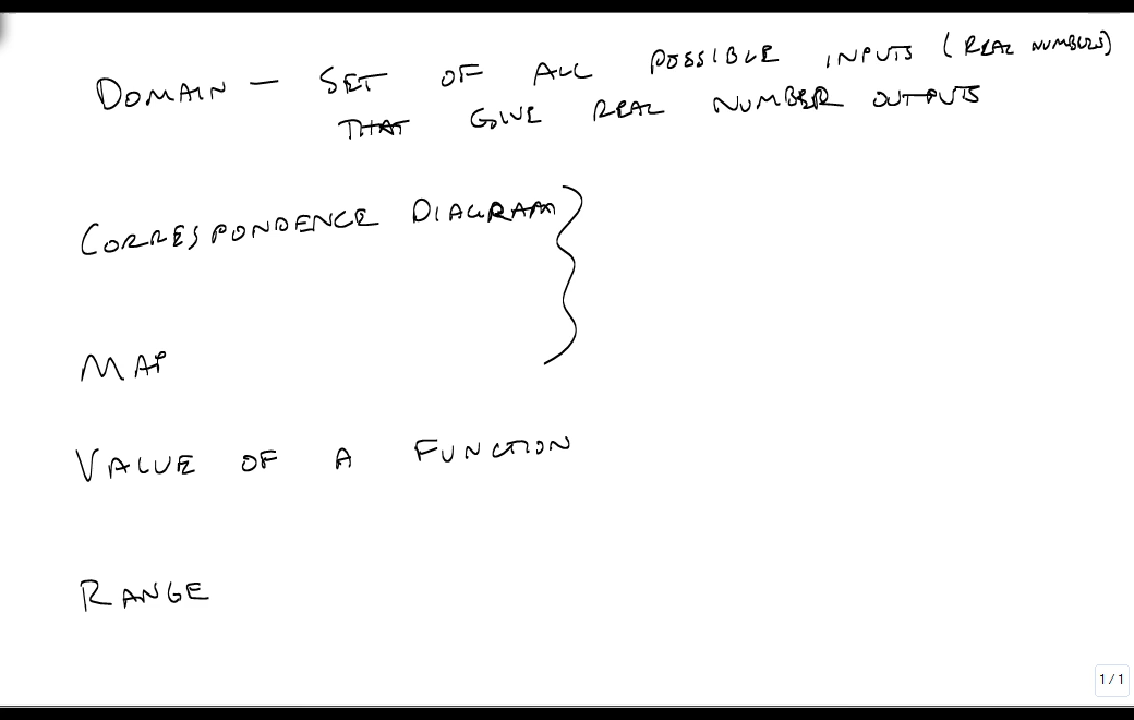 DOMAIN - SET OF ALL POSSIBLE INPUTS (REAL NUMBERS)
THAT GIVE REAL NUMBER OUTPUTS
CORRESPONDENCE DIAGRAM
MAP
VALUE OF A FUNCTION
RANGE
1/1